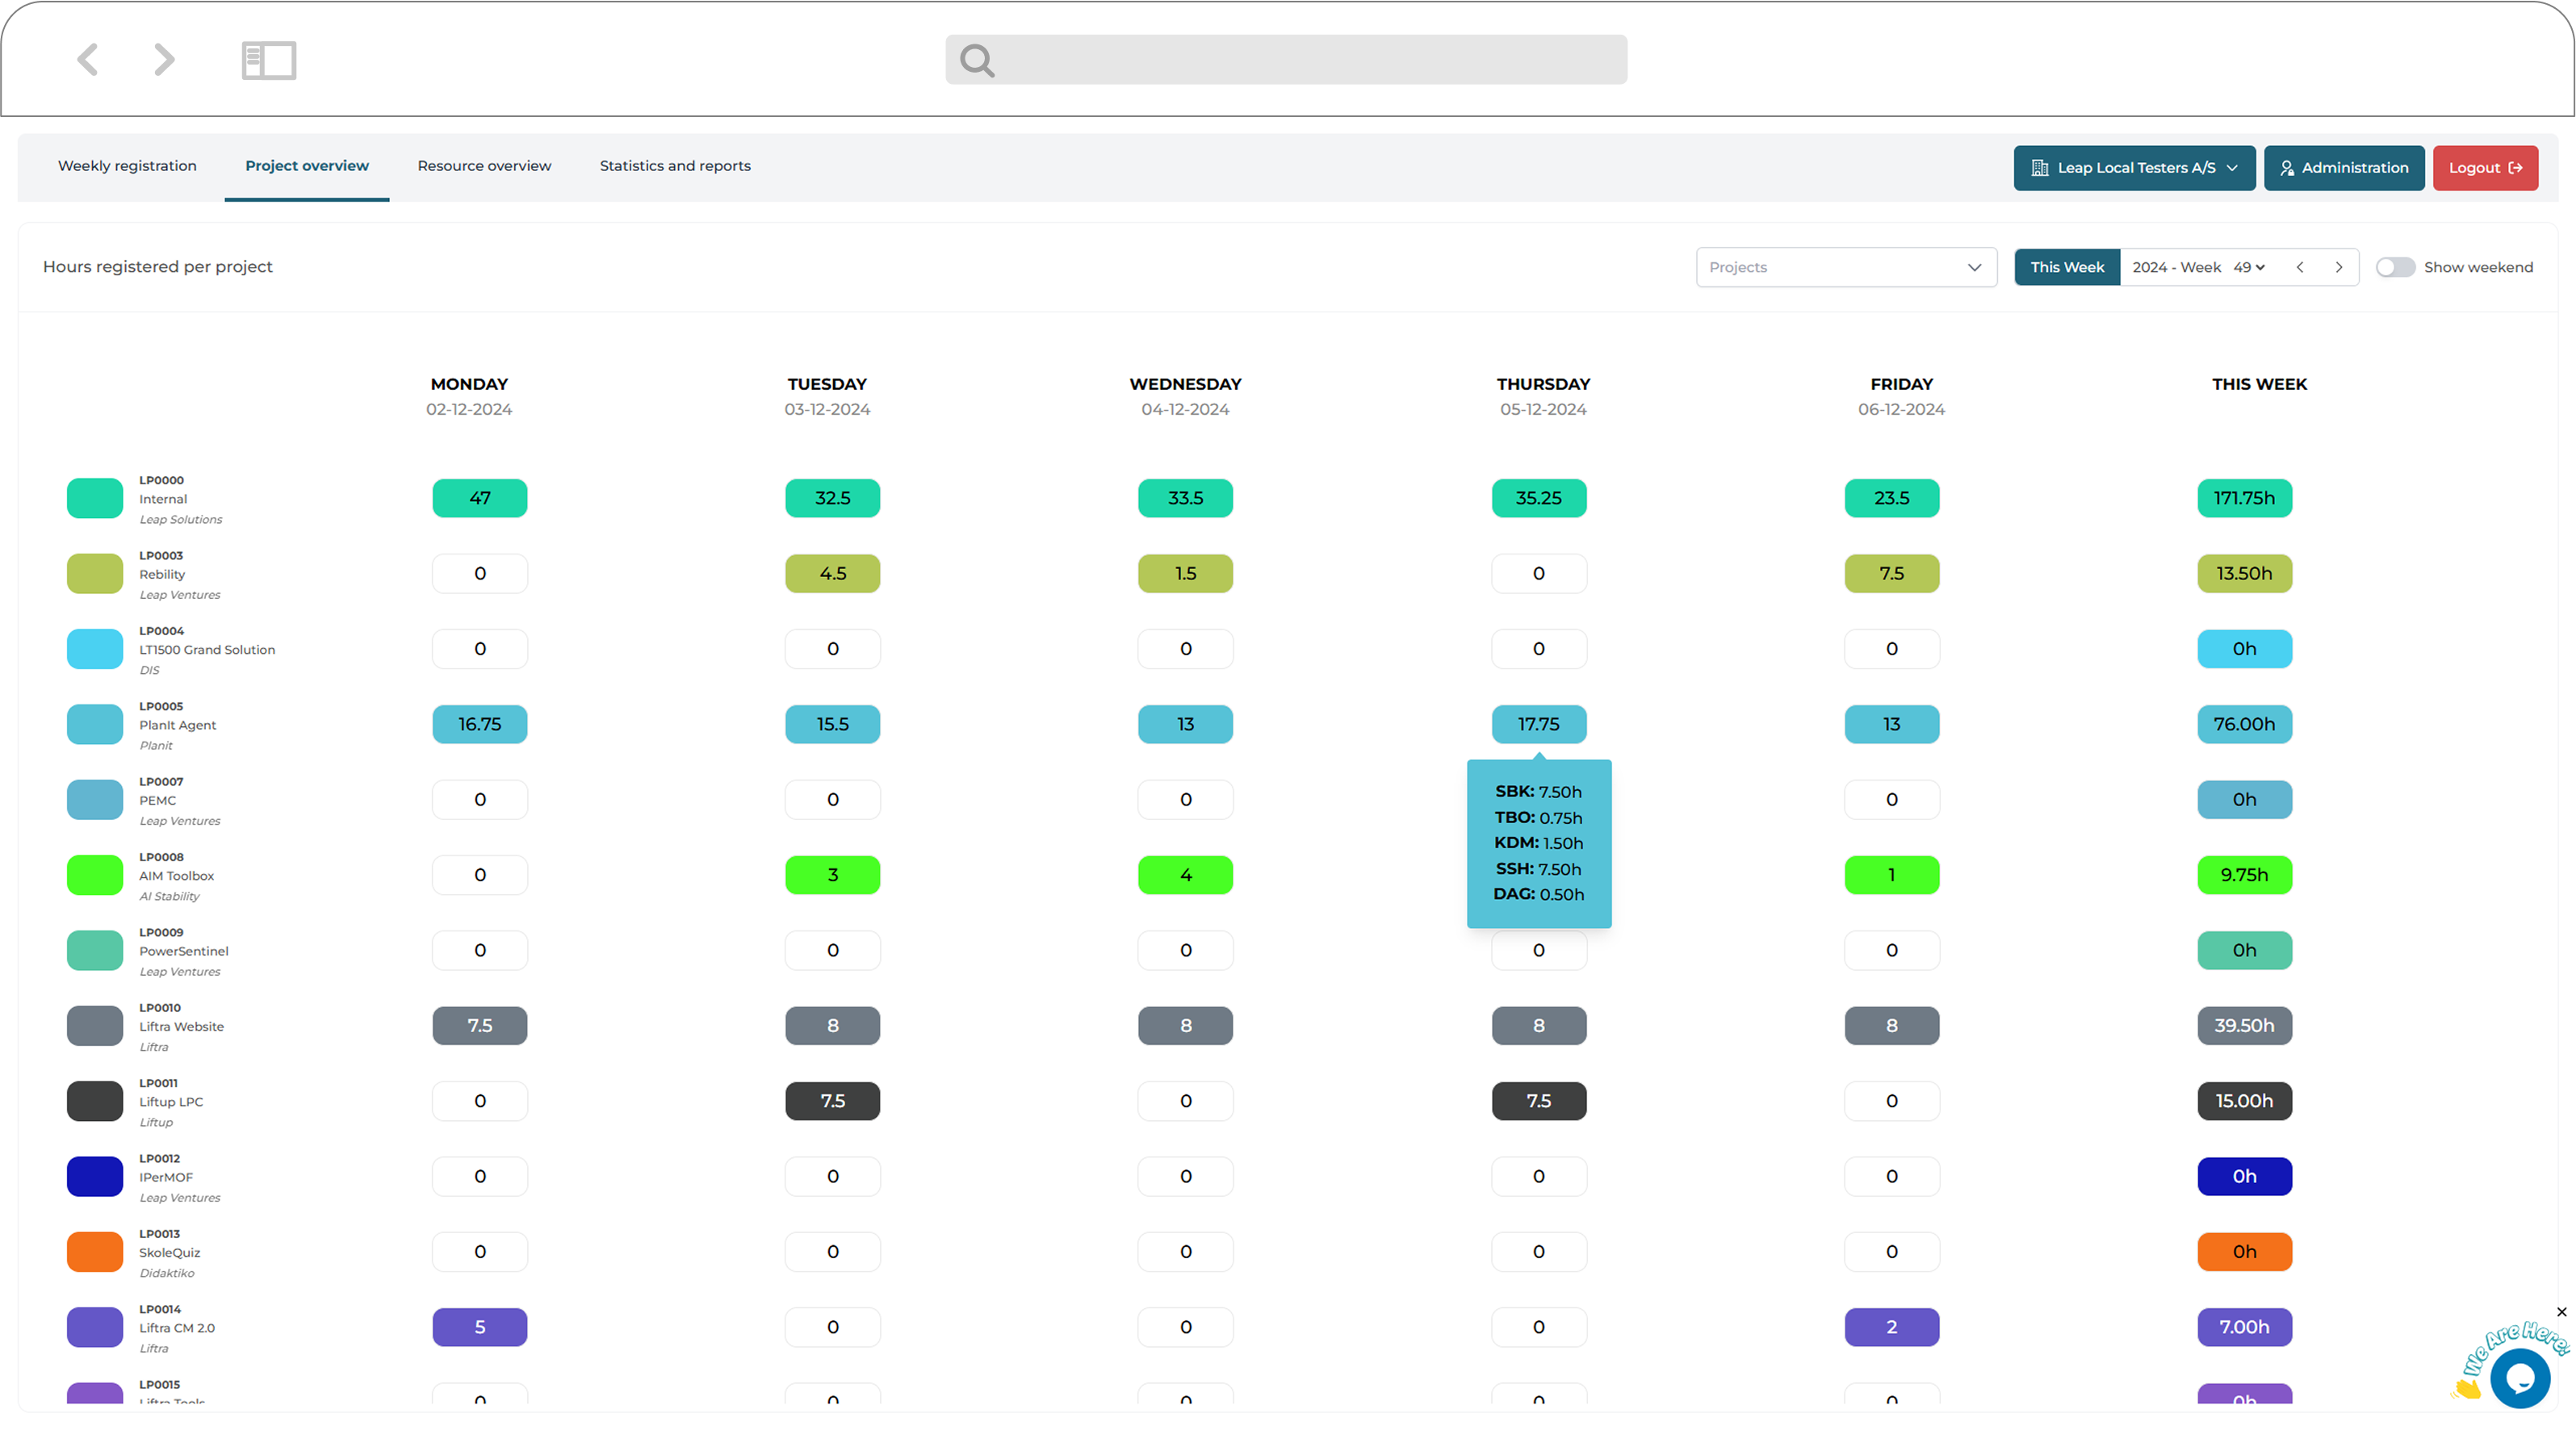 Weekly registration Project overview Resource overview Statistics and reports Leap Local Testers A/S Administration Logout
Hours registered per project Projects This Week 2024 - Week 49 Show weekend
MONDAY TUESDAY WEDNESDAY THURSDAY FRIDAY THIS WEEK
02-12-2024 03-12-2024 04-12-2024 05-12-2024 06-12-2024
LP0000
Internal 47 32.5 33.5 35.25 23.5 171.75h
Leap Solutions
LP0003
Rebility 0 4.5 1.5 0 7.5 13.50h
Leap Ventures
LP0004
LT1500 Grand Solution 0 0 0 0 0 0h
DIS
LP0005
PlanIt Agent 16.75 15.5 13 17.75 13 76.00h
Planit
LP0007
PEMC 0 0 0 0 0h
Leap Ventures
SBK: 7.50h
TBO: 0.75h
KDM: 1.50h
SSH: 7.50h
DAG: 0.50h
LP0008
AIM Toolbox 0 3 4 1 9.75h
AI Stability
LP0009
PowerSentinel 0 0 0 0 0 0h
Leap Ventures
LP0010
Liftra Website 7.5 8 8 8 8 39.50h
Liftra
LP0011
Liftup LPC 0 7.5 0 7.5 0 15.00h
Liftup
LP0012
IPerMOF 0 0 0 0 0 0h
Leap Ventures
LP0013
SkoleQuiz 0 0 0 0 0 0h
Didaktiko
LP0014
Liftra CM 2.0 5 0 0 0 2 7.00h
Liftra
We Are Here!
LP0015
Liftra Tools 0 0 0 0 0 0h